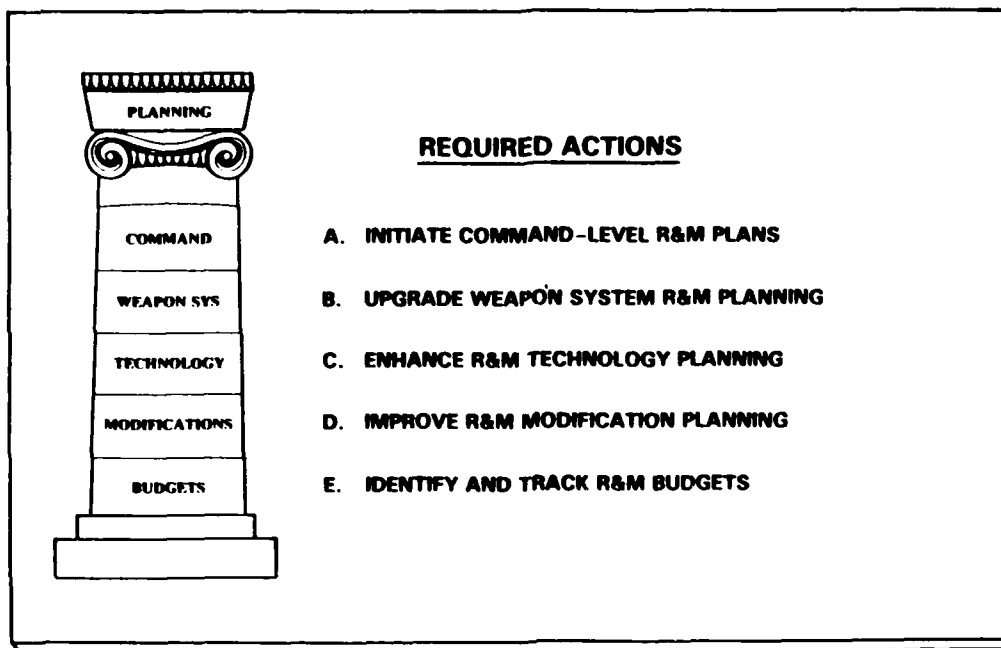 PLANNING
COMMAND
WEAPON SYS
TECHNOLOGY
MODIFICATIONS
BUDGETS
REQUIRED ACTIONS
A. INITIATE COMMAND-LEVEL R&M PLANS
B. UPGRADE WEAPON SYSTEM R&M PLANNING
C. ENHANCE R&M TECHNOLOGY PLANNING
D. IMPROVE R&M MODIFICATION PLANNING
E. IDENTIFY AND TRACK R&M BUDGETS